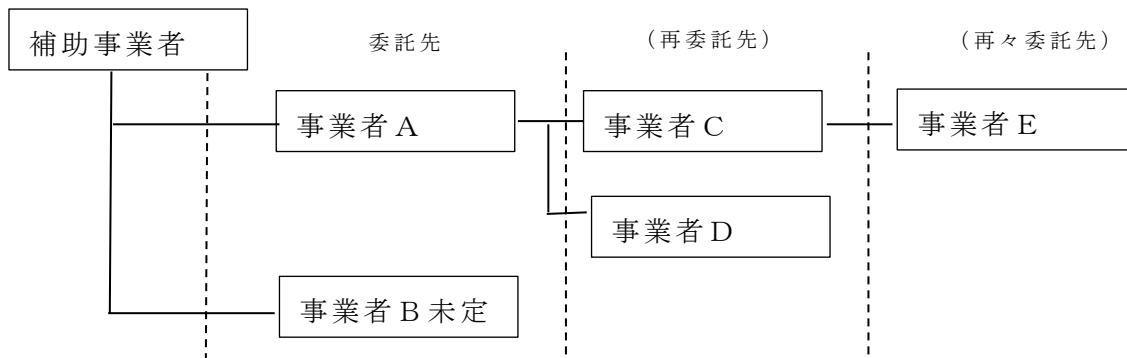 補助事業者
委託先
(再委託先)
(再々委託先)
事業者A
事業者C
事業者E
事業者D
事業者B未定